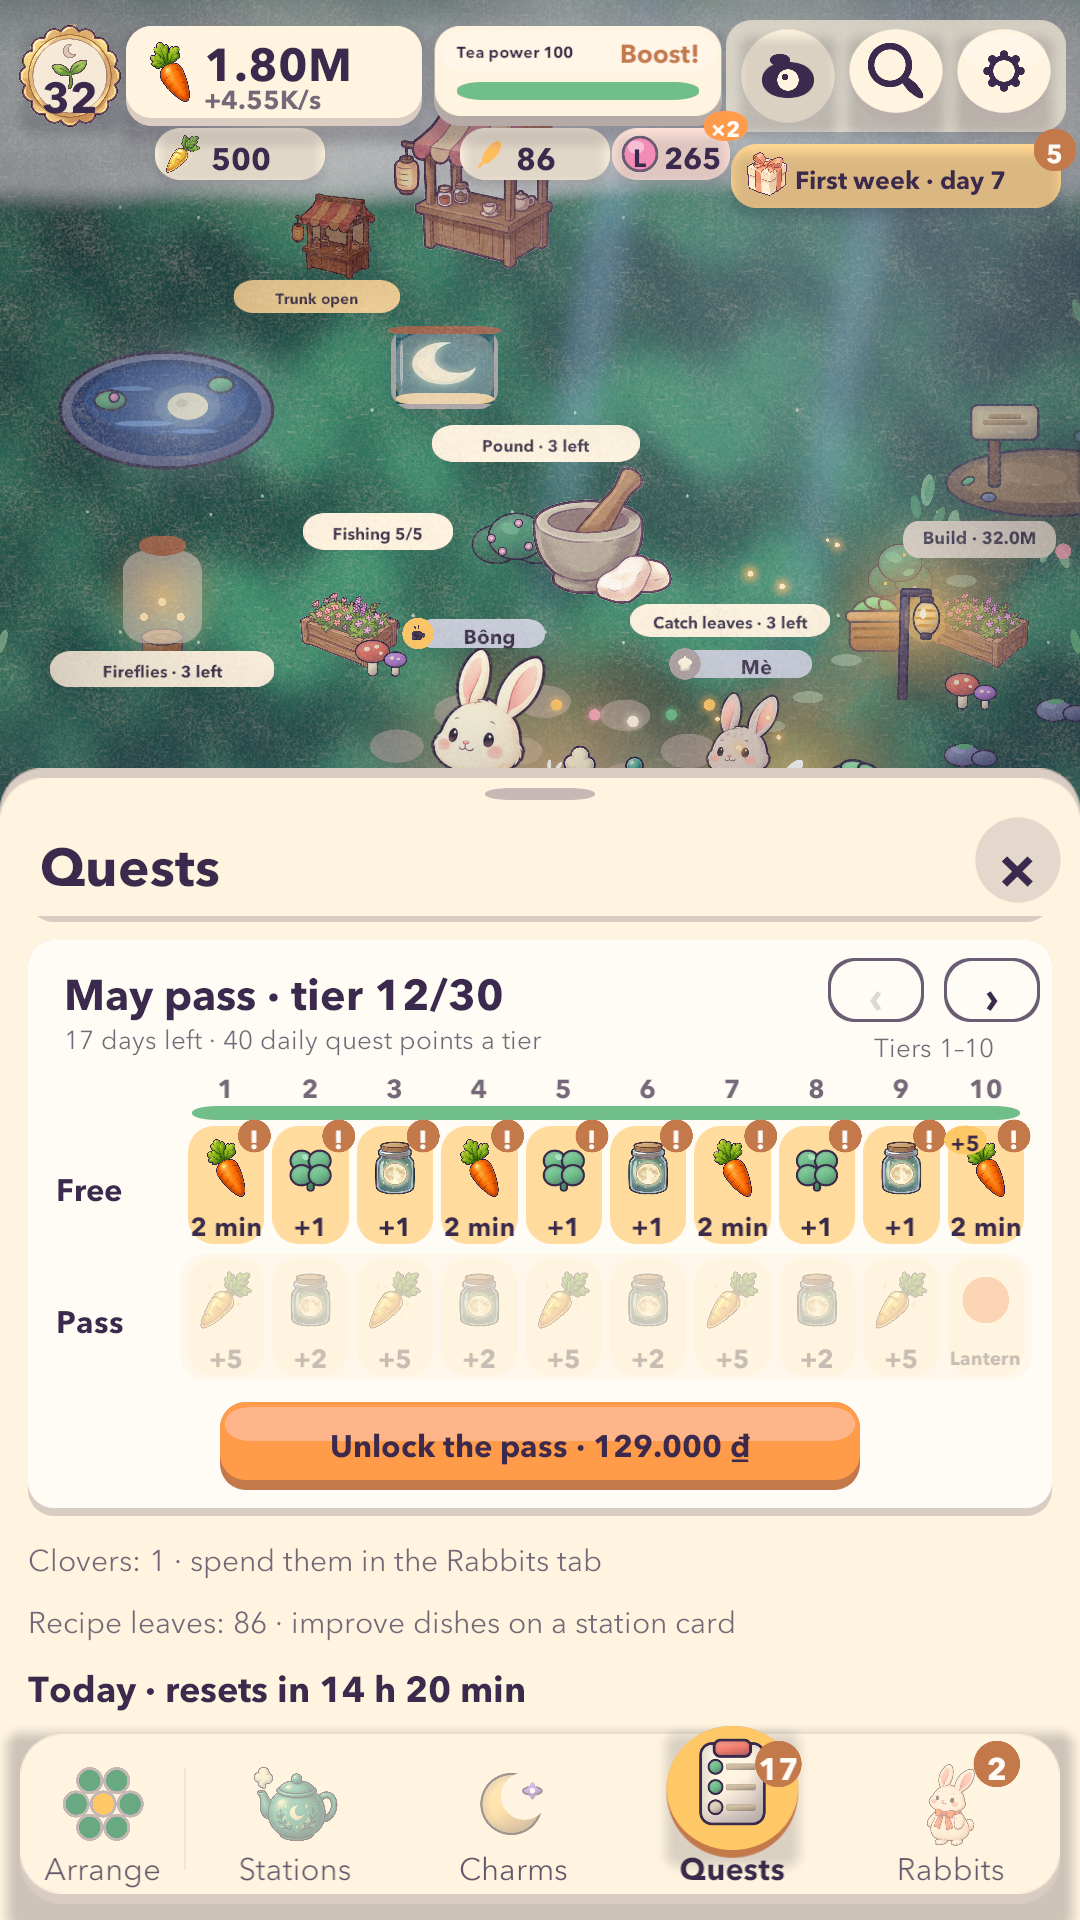 32
1.80M
+4.55K/s
Tea power 100
Boost!
500
86
L 265
×2
First week · day 7
5
Trunk open
Pound · 3 left
Fishing 5/5
Build · 32.0M
Catch leaves · 3 left
Bông
Mè
Fireflies · 3 left
Quests
×
May pass · tier 12/30
‹ ›
17 days left · 40 daily quest points a tier
Tiers 1–10
1 2 3 4 5 6 7 8 9 10
! ! ! ! ! ! ! ! ! +5 !
Free
2 min +1 +1 2 min +1 +1 2 min +1 +1 2 min
Pass
+5 +2 +5 +2 +5 +2 +5 +2 +5 Lantern
Unlock the pass · 129.000 ₫
Clovers: 1 · spend them in the Rabbits tab
Recipe leaves: 86 · improve dishes on a station card
Today · resets in 14 h 20 min
17
2
Arrange Stations Charms Quests Rabbits